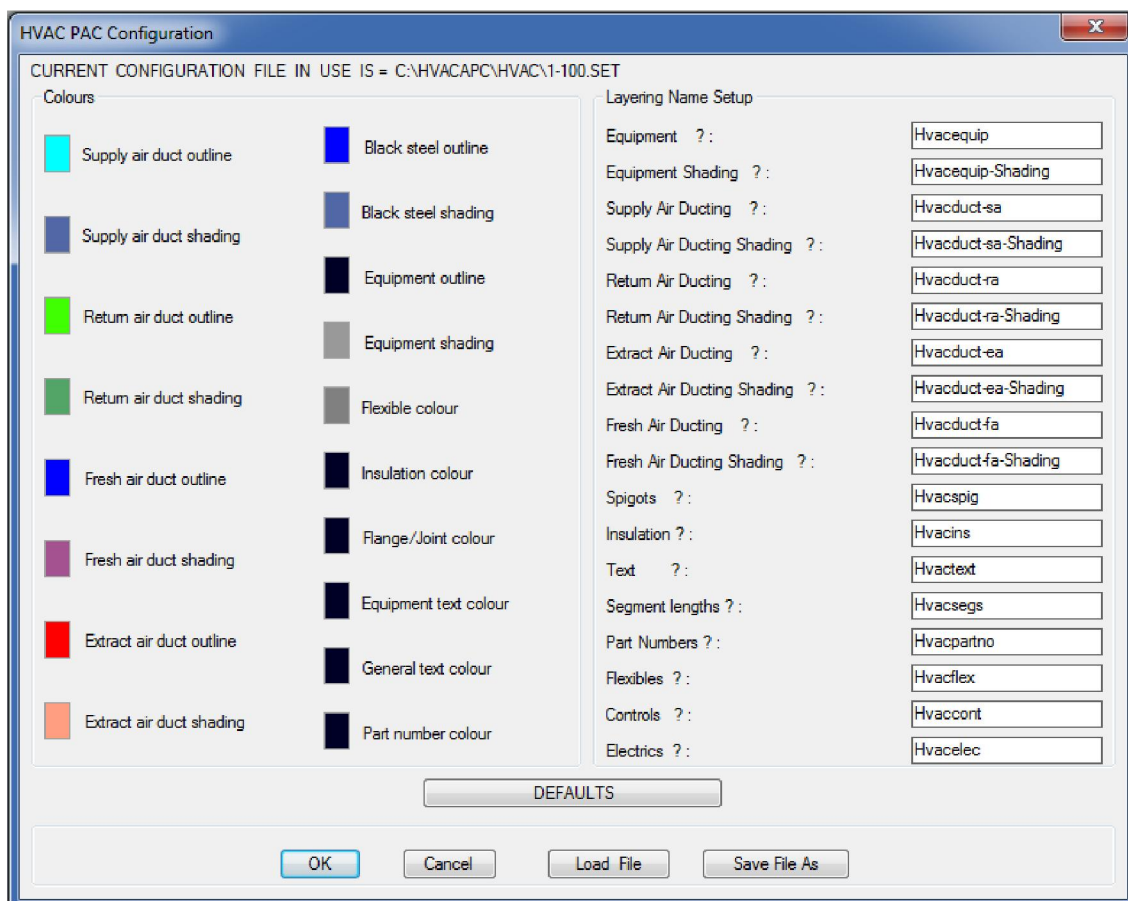 HVAC PAC Configuration
CURRENT CONFIGURATION FILE IN USE IS = C:\HVACAPC\HVAC\1-100.SET
Colours
Supply air duct outline
Supply air duct shading
Return air duct outline
Return air duct shading
Fresh air duct outline
Fresh air duct shading
Extract air duct outline
Extract air duct shading
Black steel outline
Black steel shading
Equipment outline
Equipment shading
Flexible colour
Insulation colour
Flange/Joint colour
Equipment text colour
General text colour
Part number colour
Layering Name Setup
Equipment ? : Hvacequip
Equipment Shading ? : Hvacequip-Shading
Supply Air Ducting ? : Hvacduct-sa
Supply Air Ducting Shading ? : Hvacduct-sa-Shading
Return Air Ducting ? : Hvacduct-ra
Return Air Ducting Shading ? : Hvacduct-ra-Shading
Extract Air Ducting ? : Hvacduct-ea
Extract Air Ducting Shading ? : Hvacduct-ea-Shading
Fresh Air Ducting ? : Hvacduct-fa
Fresh Air Ducting Shading ? : Hvacduct-fa-Shading
Spigots ? : Hvacspig
Insulation ? : Hvacins
Text ? : Hvactext
Segment lengths ? : Hvacsegs
Part Numbers ? : Hvacpartno
Flexibles ? : Hvacflex
Controls ? : Hvaccont
Electrics ? : Hvacelec
DEFAULTS
OK Cancel Load File Save File As